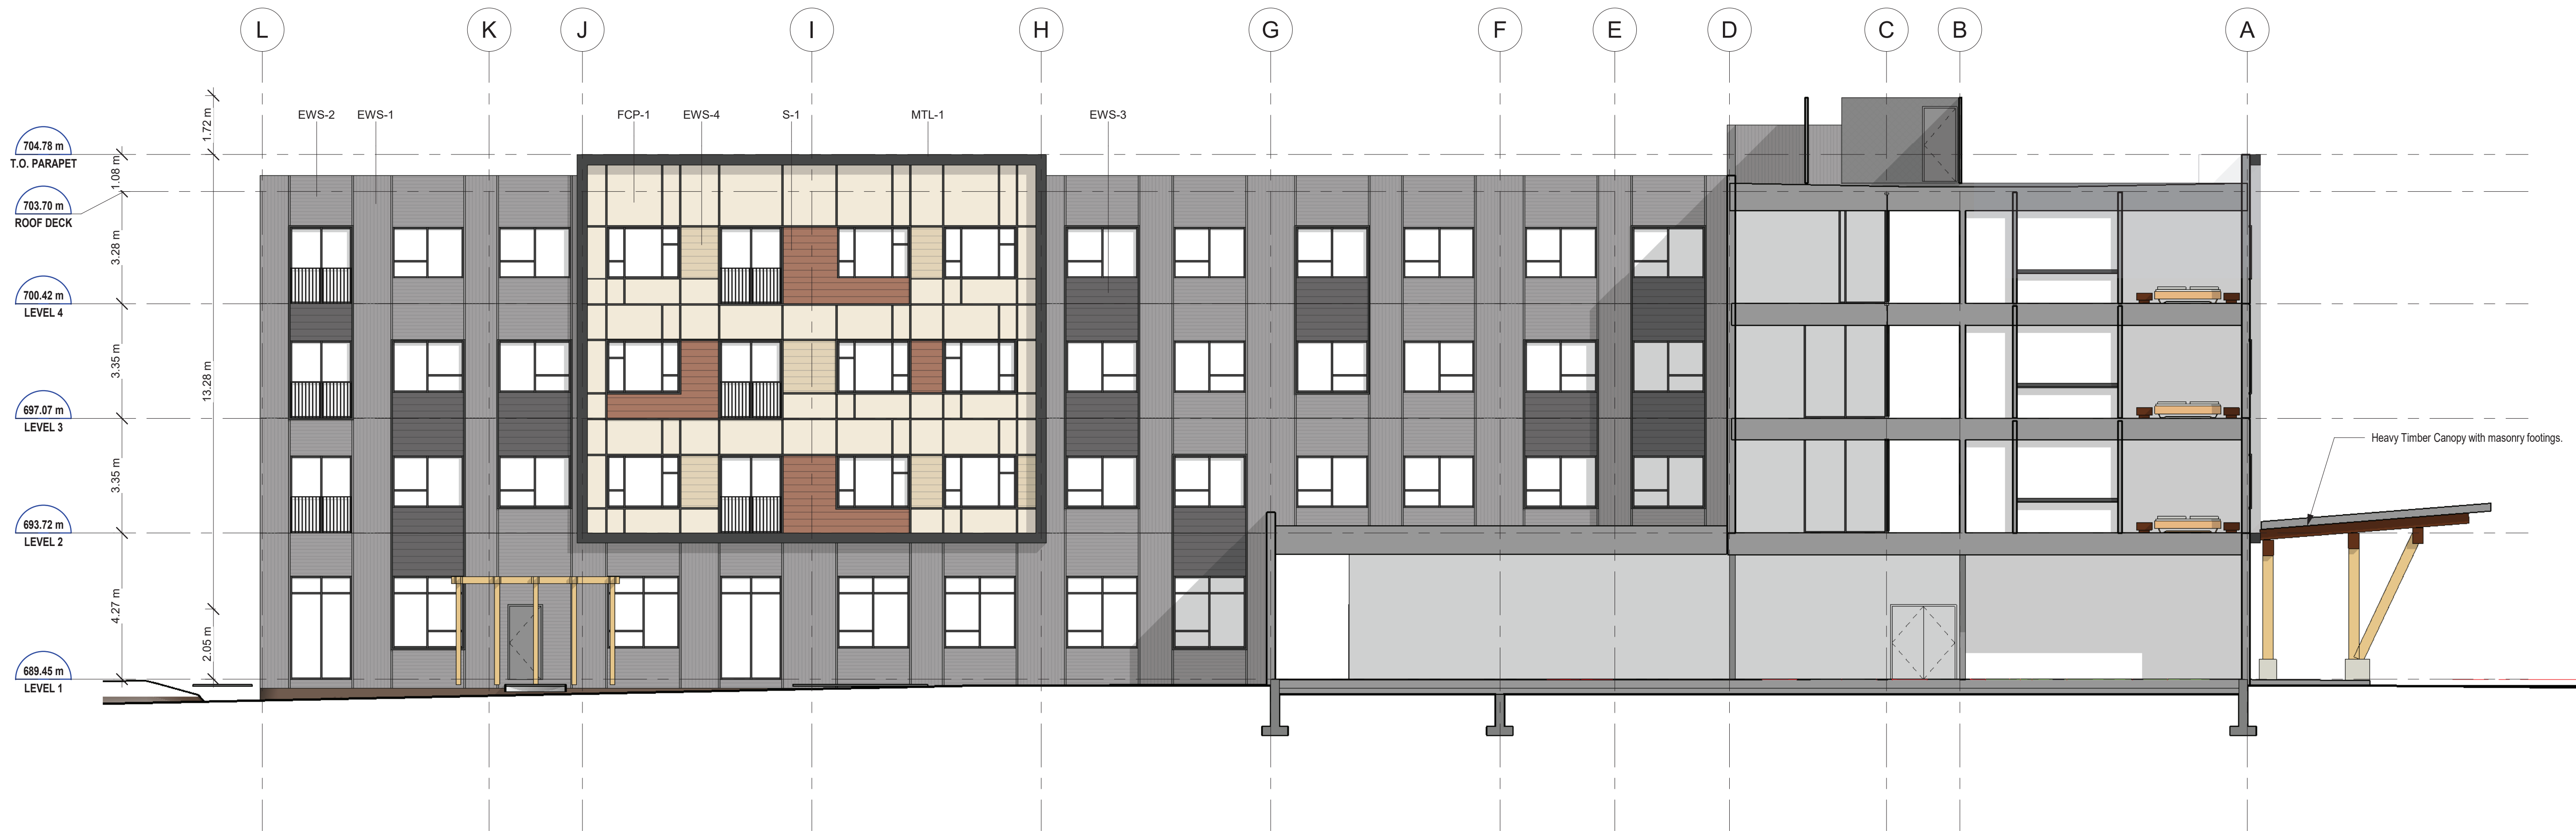 L K J I H G F E D C B A
EWS-2 EWS-1 FCP-1 EWS-4 S-1 MTL-1 EWS-3
1.72 m
704.78 m
T.O. PARAPET
1.08 m
703.70 m
ROOF DECK
3.28 m
700.42 m
LEVEL 4
3.35 m
13.28 m
697.07 m
LEVEL 3
Heavy Timber Canopy with masonry footings.
3.35 m
693.72 m
LEVEL 2
4.27 m
2.05 m
689.45 m
LEVEL 1